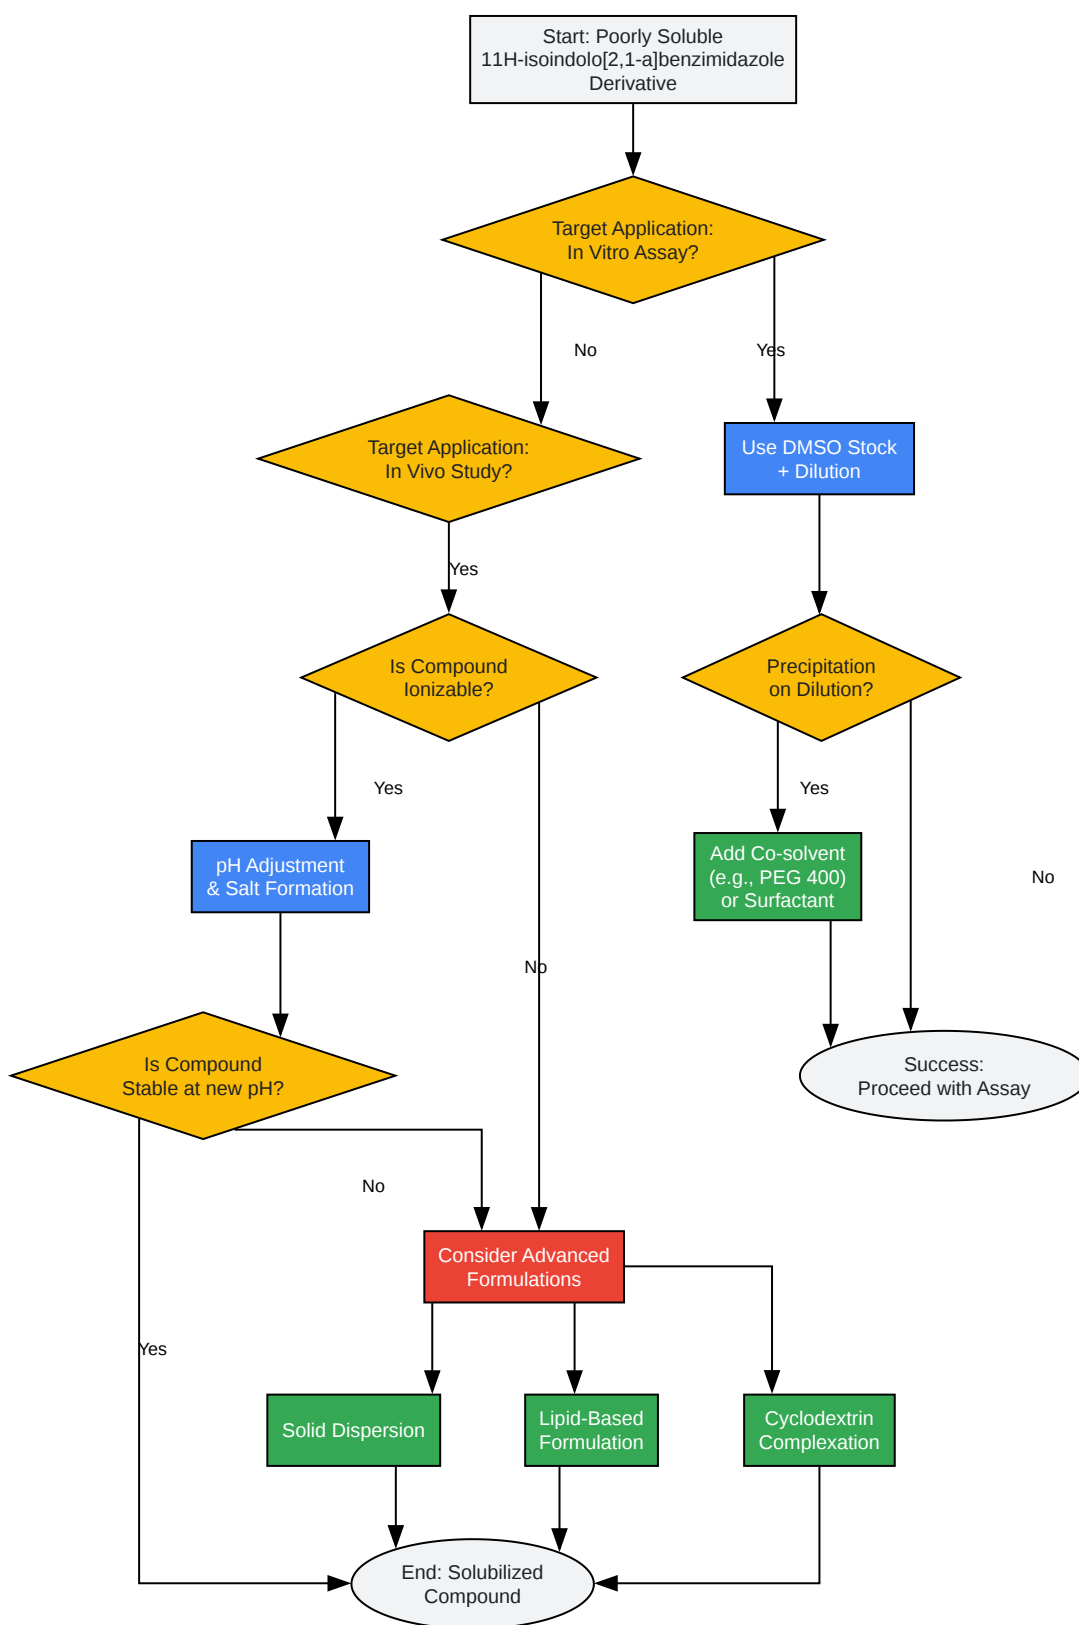 Start: Poorly Soluble
11H-isoindolo[2,1-a]benzimidazole
Derivative
Target Application:
In Vitro Assay?
No
Yes
Target Application:
In Vivo Study?
Use DMSO Stock
+ Dilution
Yes
Is Compound
Ionizable?
Precipitation
on Dilution?
Yes
Yes
pH Adjustment
& Salt Formation
Add Co-solvent
(e.g., PEG 400)
or Surfactant
No
No
Is Compound
Stable at new pH?
Success:
Proceed with Assay
No
Consider Advanced
Formulations
Yes
Solid Dispersion
Lipid-Based
Formulation
Cyclodextrin
Complexation
End: Solubilized
Compound